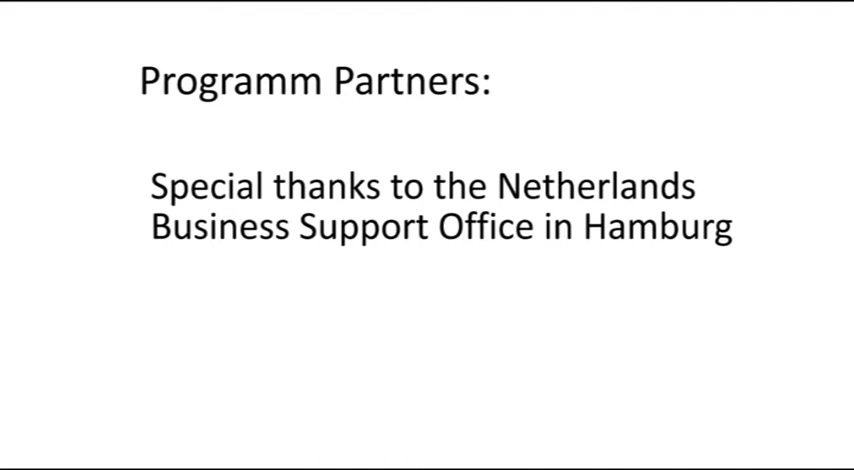 Programm Partners:
Special thanks to the Netherlands
Business Support Office in Hamburg